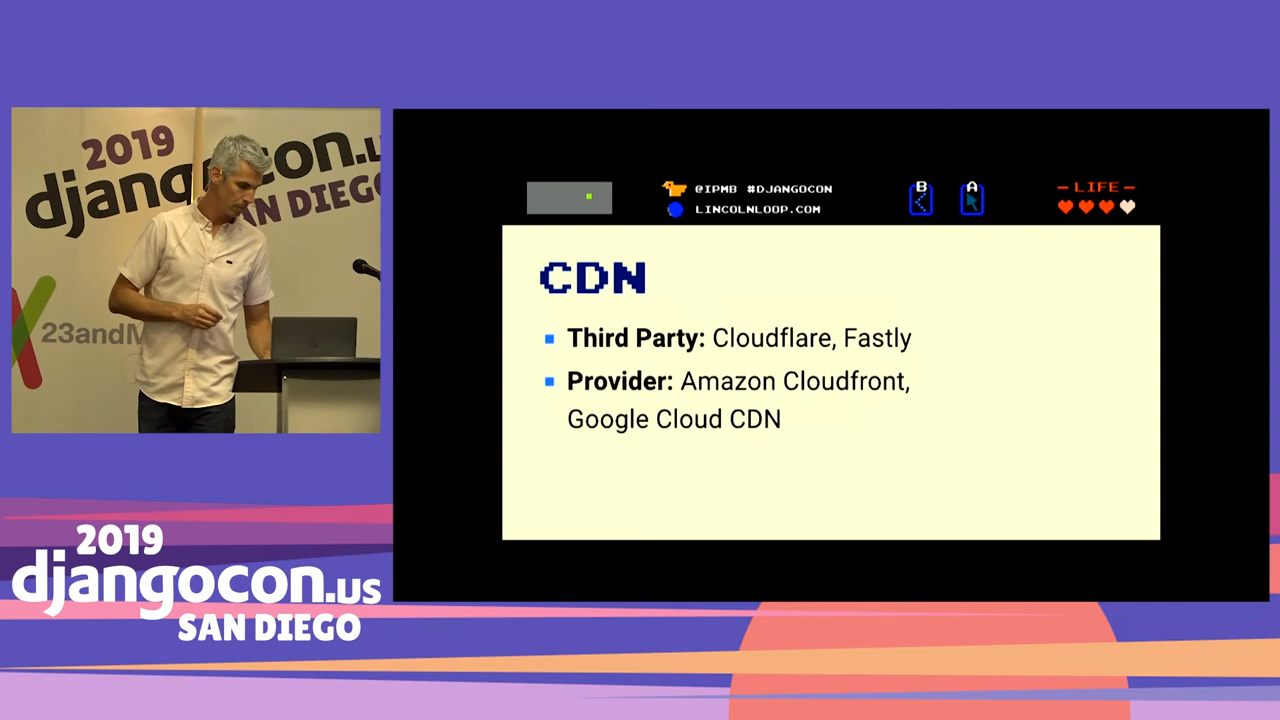 2019
djangocon.u
SAN DIEGO
23andM
@IPMB #DJANGOCON
LINCOLNLOOP.COM
B
A
– LIFE –
CDN
Third Party: Cloudflare, Fastly
Provider: Amazon Cloudfront,
Google Cloud CDN
2019
djangocon.us
SAN DIEGO